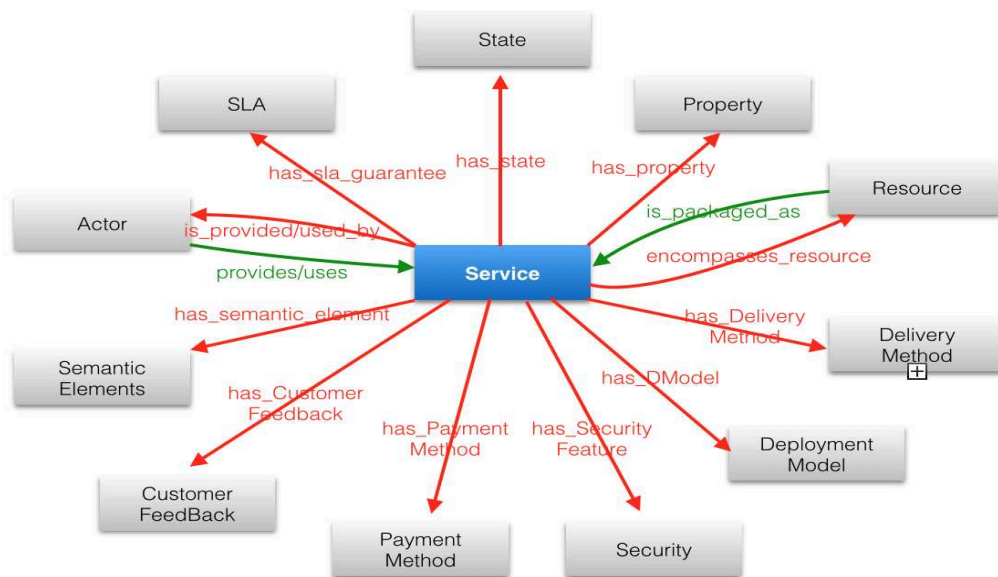 State
SLA
Property
has_state
has_sla_guarantee
has_property
Resource
Actor
is_packaged_as
is_provided/used_by
encompasses_resource
provides/uses
Service
has_semantic_element
has_Delivery
Method
Delivery
Method
Semantic
Elements
has_DModel
has_Customer
Feedback
has_Payment
Method
has_Security
Feature
Deployment
Model
Customer
FeedBack
Payment
Method
Security